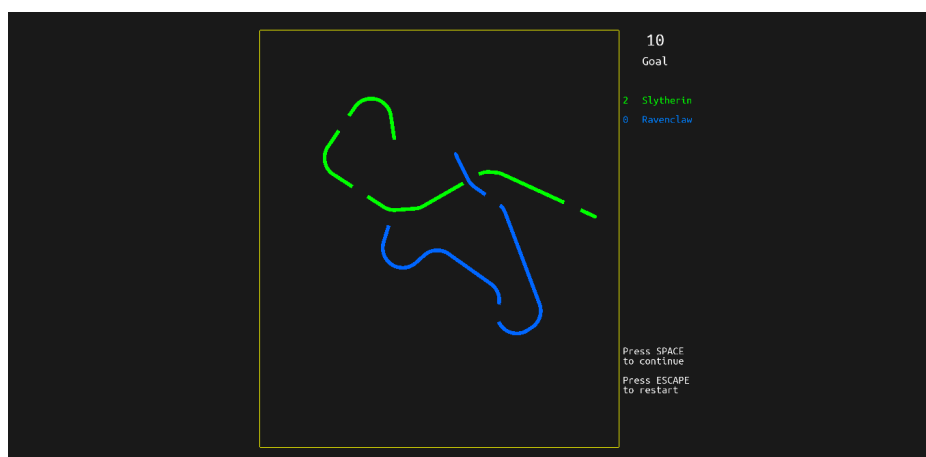 10
Goal
2 Slytherin
0 Ravenclaw
Press SPACE
to continue
Press ESCAPE
to restart